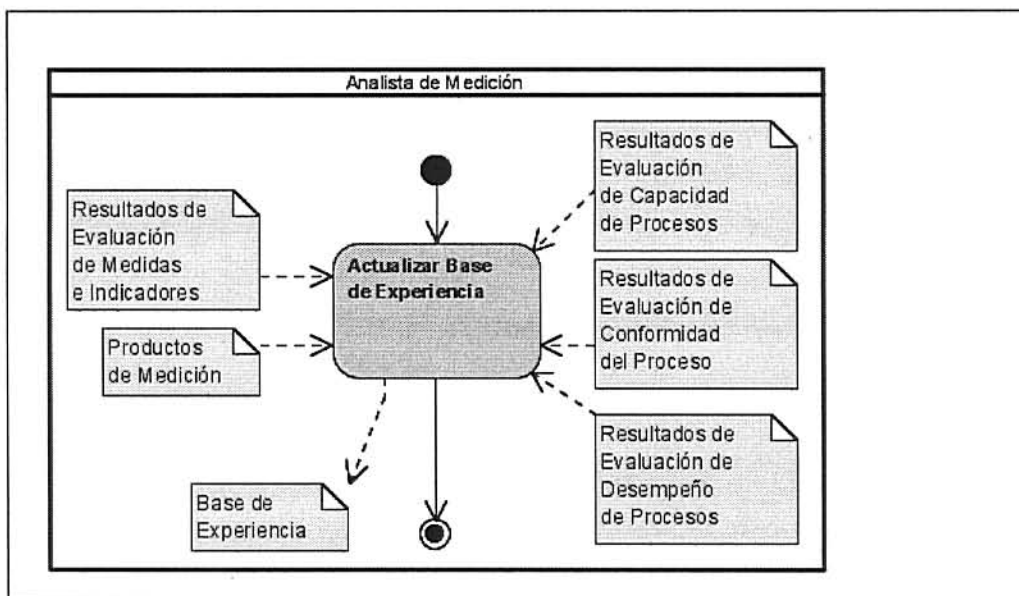 Analista de Medición
Resultados de
Evaluación
de Medidas
e Indicadores
Productos
de Medición
Actualizar Base
de Experiencia
Base de
Experiencia
Resultados de
Evaluación
de Capacidad
de Procesos
Resultados de
Evaluación de
Conformidad
del Proceso
Resultados de
Evaluación de
Desempeño
de Procesos